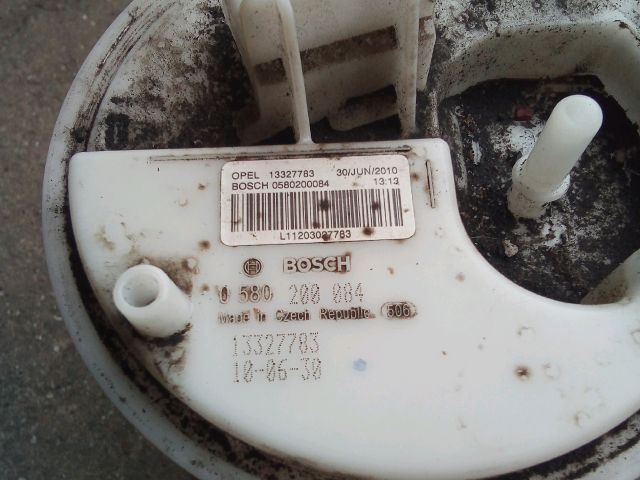 OPEL 13327783 30/JUN/2010
BOSCH 0580200084 13:13
L11203027783
BOSCH
0 580 200 084
Made in Czech Republic 506
13327783
10-06-30